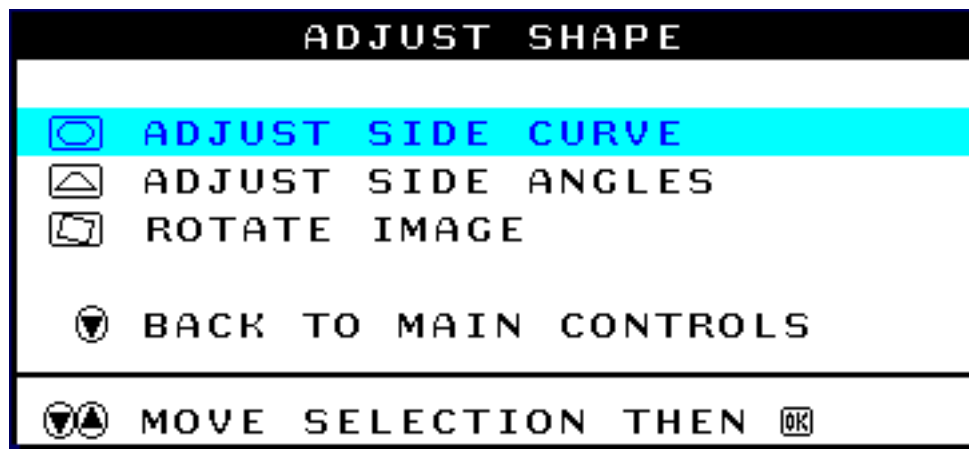 ADJUST SHAPE
ADJUST SIDE CURVE
ADJUST SIDE ANGLES
ROTATE IMAGE
BACK TO MAIN CONTROLS
MOVE SELECTION THEN OK